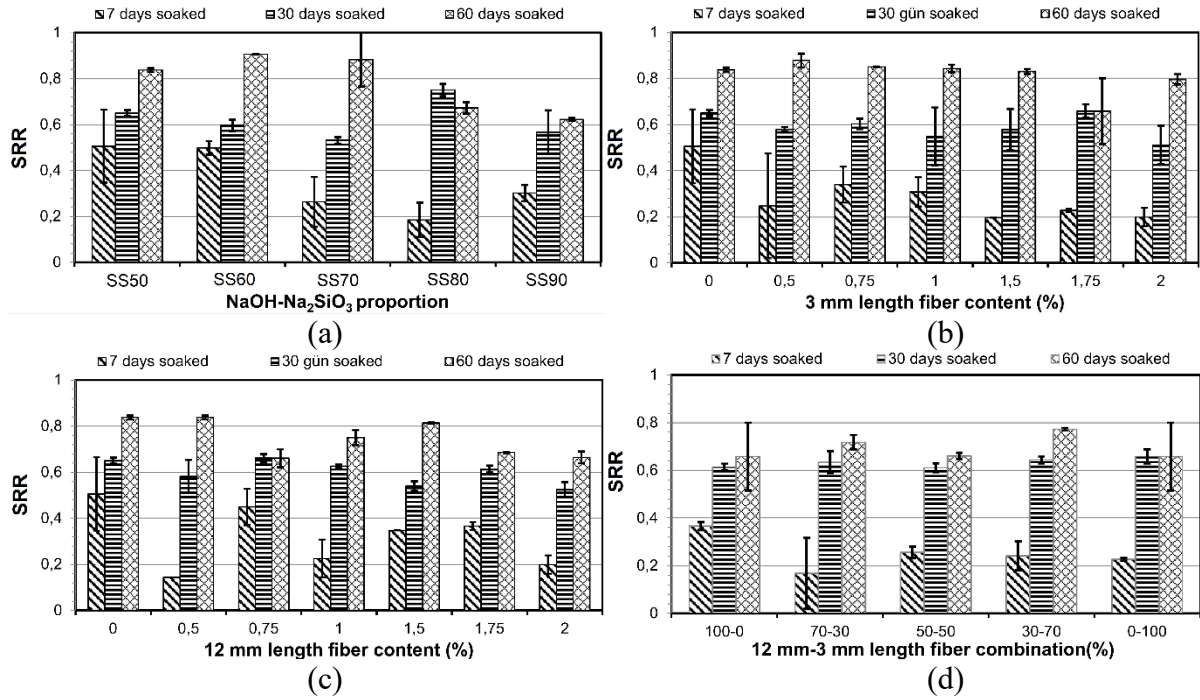 7 days soaked 30 gün soaked 60 days soaked
1
0,8
0,6
0,4
0,2
0
SRR
SS50 SS60 SS70 SS80 SS90
NaOH-Na₂SiO₃ proportion
(a)
7 days soaked 30 gün soaked 60 days soaked
1
0,8
0,6
0,4
0,2
0
SRR
0 0,5 0,75 1 1,5 1,75 2
3 mm length fiber content (%)
(b)
7 days soaked 30 gün soaked 60 days soaked
1
0,8
0,6
0,4
0,2
0
SRR
0 0,5 0,75 1 1,5 1,75 2
12 mm length fiber content (%)
(c)
7 days soaked 30 days soaked 60 days soaked
1
0,8
0,6
0,4
0,2
0
SRR
100-0 70-30 50-50 30-70 0-100
12 mm-3 mm length fiber combination(%)
(d)